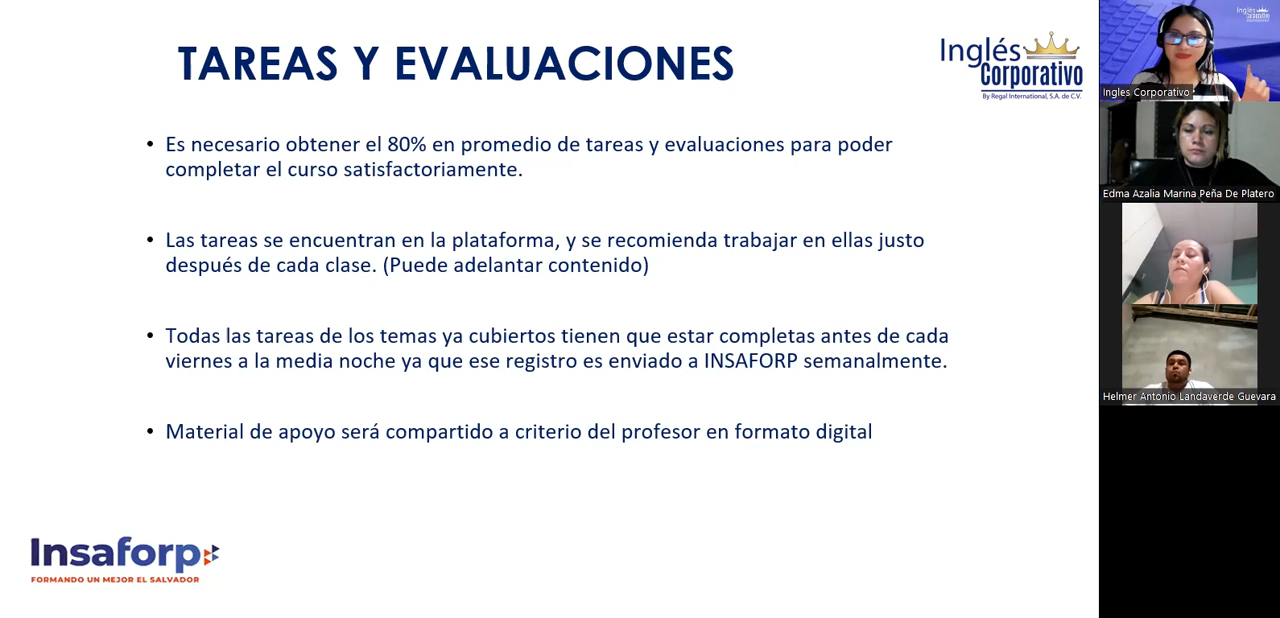 TAREAS Y EVALUACIONES
Inglés
Corporativo
By Regal International, S.A. de C.V.
• Es necesario obtener el 80% en promedio de tareas y evaluaciones para poder
completar el curso satisfactoriamente.
• Las tareas se encuentran en la plataforma, y se recomienda trabajar en ellas justo
después de cada clase. (Puede adelantar contenido)
• Todas las tareas de los temas ya cubiertos tienen que estar completas antes de cada
viernes a la media noche ya que ese registro es enviado a INSAFORP semanalmente.
• Material de apoyo será compartido a criterio del profesor en formato digital
Insaforp
FORMANDO UN MEJOR EL SALVADOR
Inglés
Ingles Corporativo
Edma Azalia Marina Peña De Platero
Helmer Antonio Landaverde Guevara